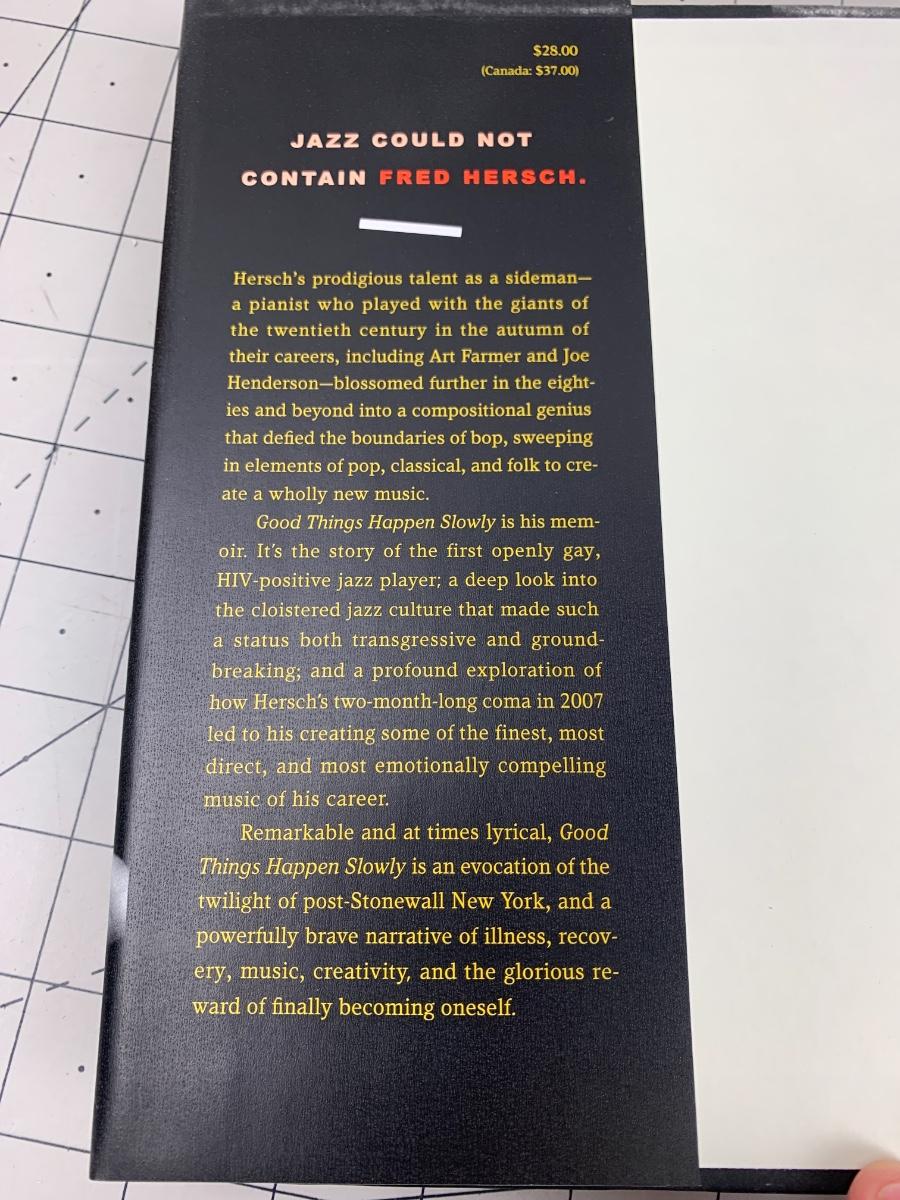 $28.00
(Canada: $37.00)
JAZZ COULD NOT
CONTAIN FRED HERSCH.
Hersch's prodigious talent as a sideman—
a pianist who played with the giants of
the twentieth century in the autumn of
their careers, including Art Farmer and Joe
Henderson—blossomed further in the eight-
ies and beyond into a compositional genius
that defied the boundaries of bop, sweeping
in elements of pop, classical, and folk to cre-
ate a wholly new music.
Good Things Happen Slowly is his mem-
oir. It's the story of the first openly gay,
HIV-positive jazz player; a deep look into
the cloistered jazz culture that made such
a status both transgressive and ground-
breaking; and a profound exploration of
how Hersch's two-month-long coma in 2007
led to his creating some of the finest, most
direct, and most emotionally compelling
music of his career.
Remarkable and at times lyrical, Good
Things Happen Slowly is an evocation of the
twilight of post-Stonewall New York, and a
powerfully brave narrative of illness, recov-
ery, music, creativity, and the glorious re-
ward of finally becoming oneself.